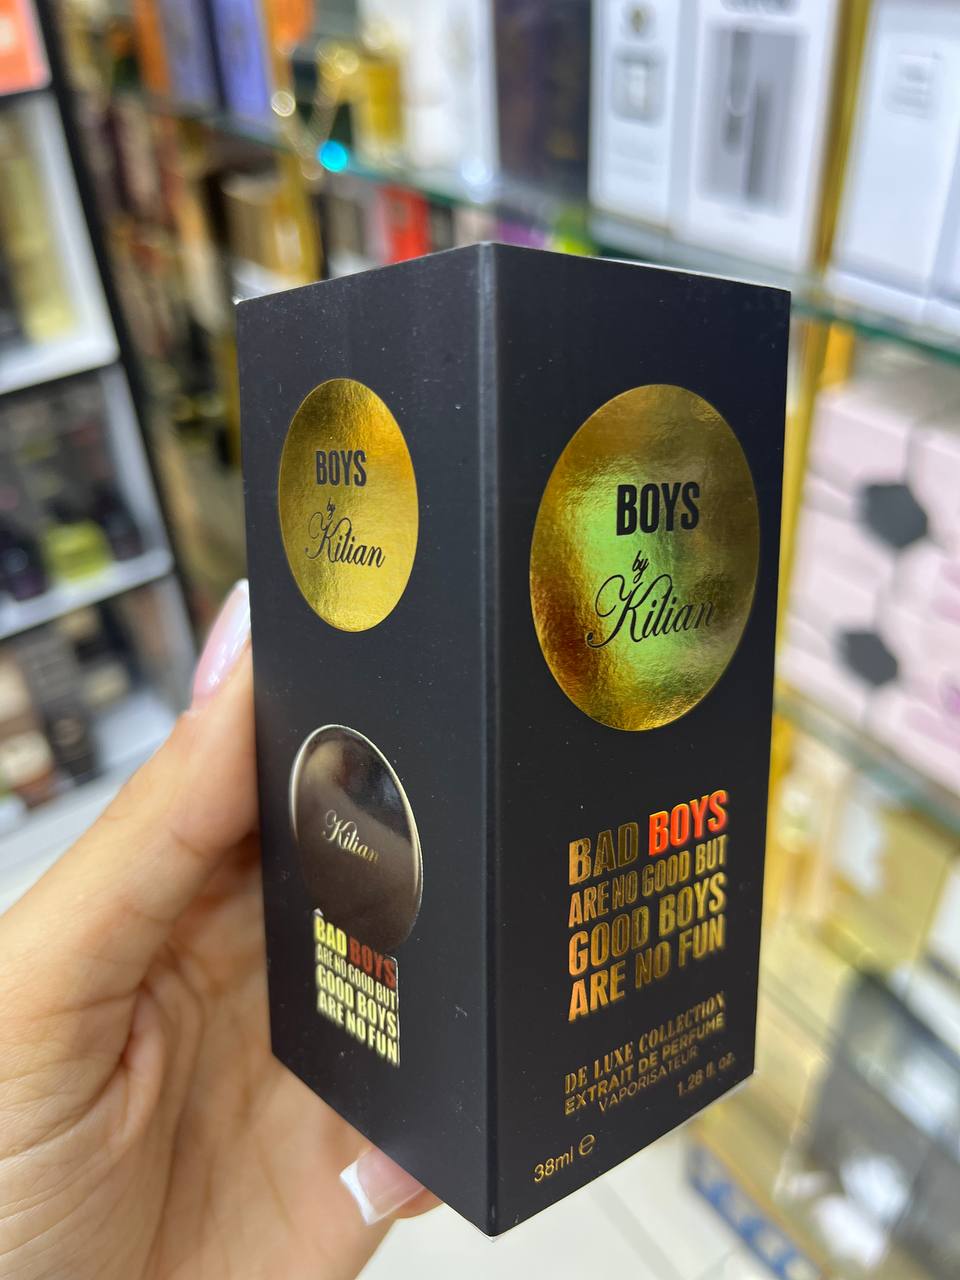 BOYS
by
Kilian
Kilian
BAD BOYS
ARE NO GOOD BUT
GOOD BOYS
ARE NO FUN
BOYS
by
Kilian
BAD BOYS
ARE NO GOOD BUT
GOOD BOYS
ARE NO FUN
DE LUXE COLLECTION
EXTRAIT DE PERFUME
VAPORISATEUR
38ml e 1.28 fl. oz.